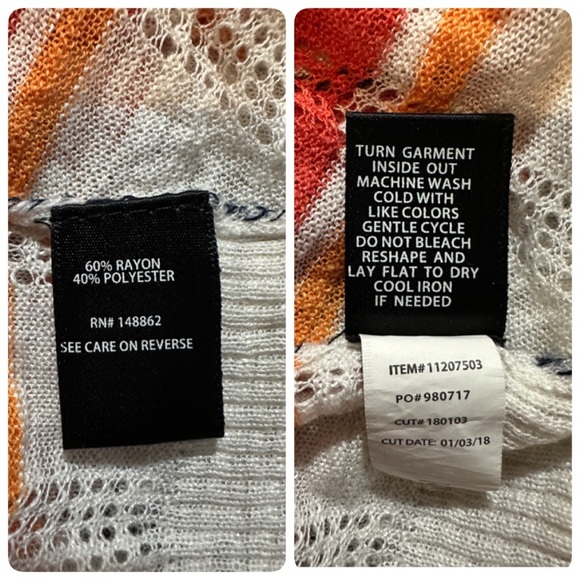 60% RAYON
40% POLYESTER
RN# 148862
SEE CARE ON REVERSE
TURN GARMENT
INSIDE OUT
MACHINE WASH
COLD WITH
LIKE COLORS
GENTLE CYCLE
DO NOT BLEACH
RESHAPE AND
LAY FLAT TO DRY
COOL IRON
IF NEEDED
ITEM# 11207503
PO# 980717
CUT# 180103
CUT DATE: 01/03/18